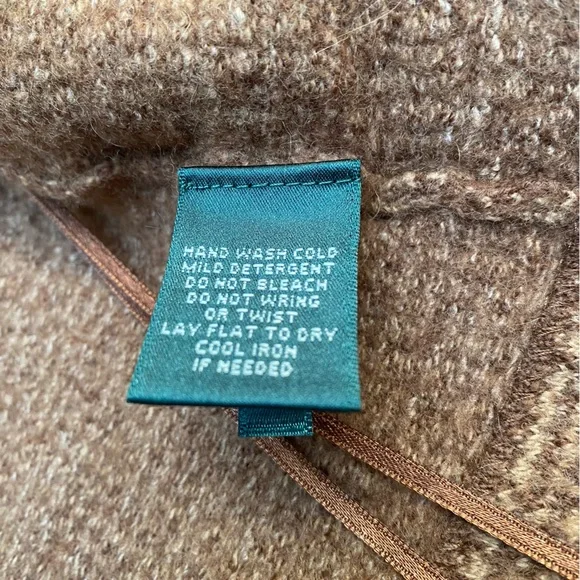 HAND WASH COLD
MILD DETERGENT
DO NOT BLEACH
DO NOT WRING
OR TWIST
LAY FLAT TO DRY
COOL IRON
IF NEEDED